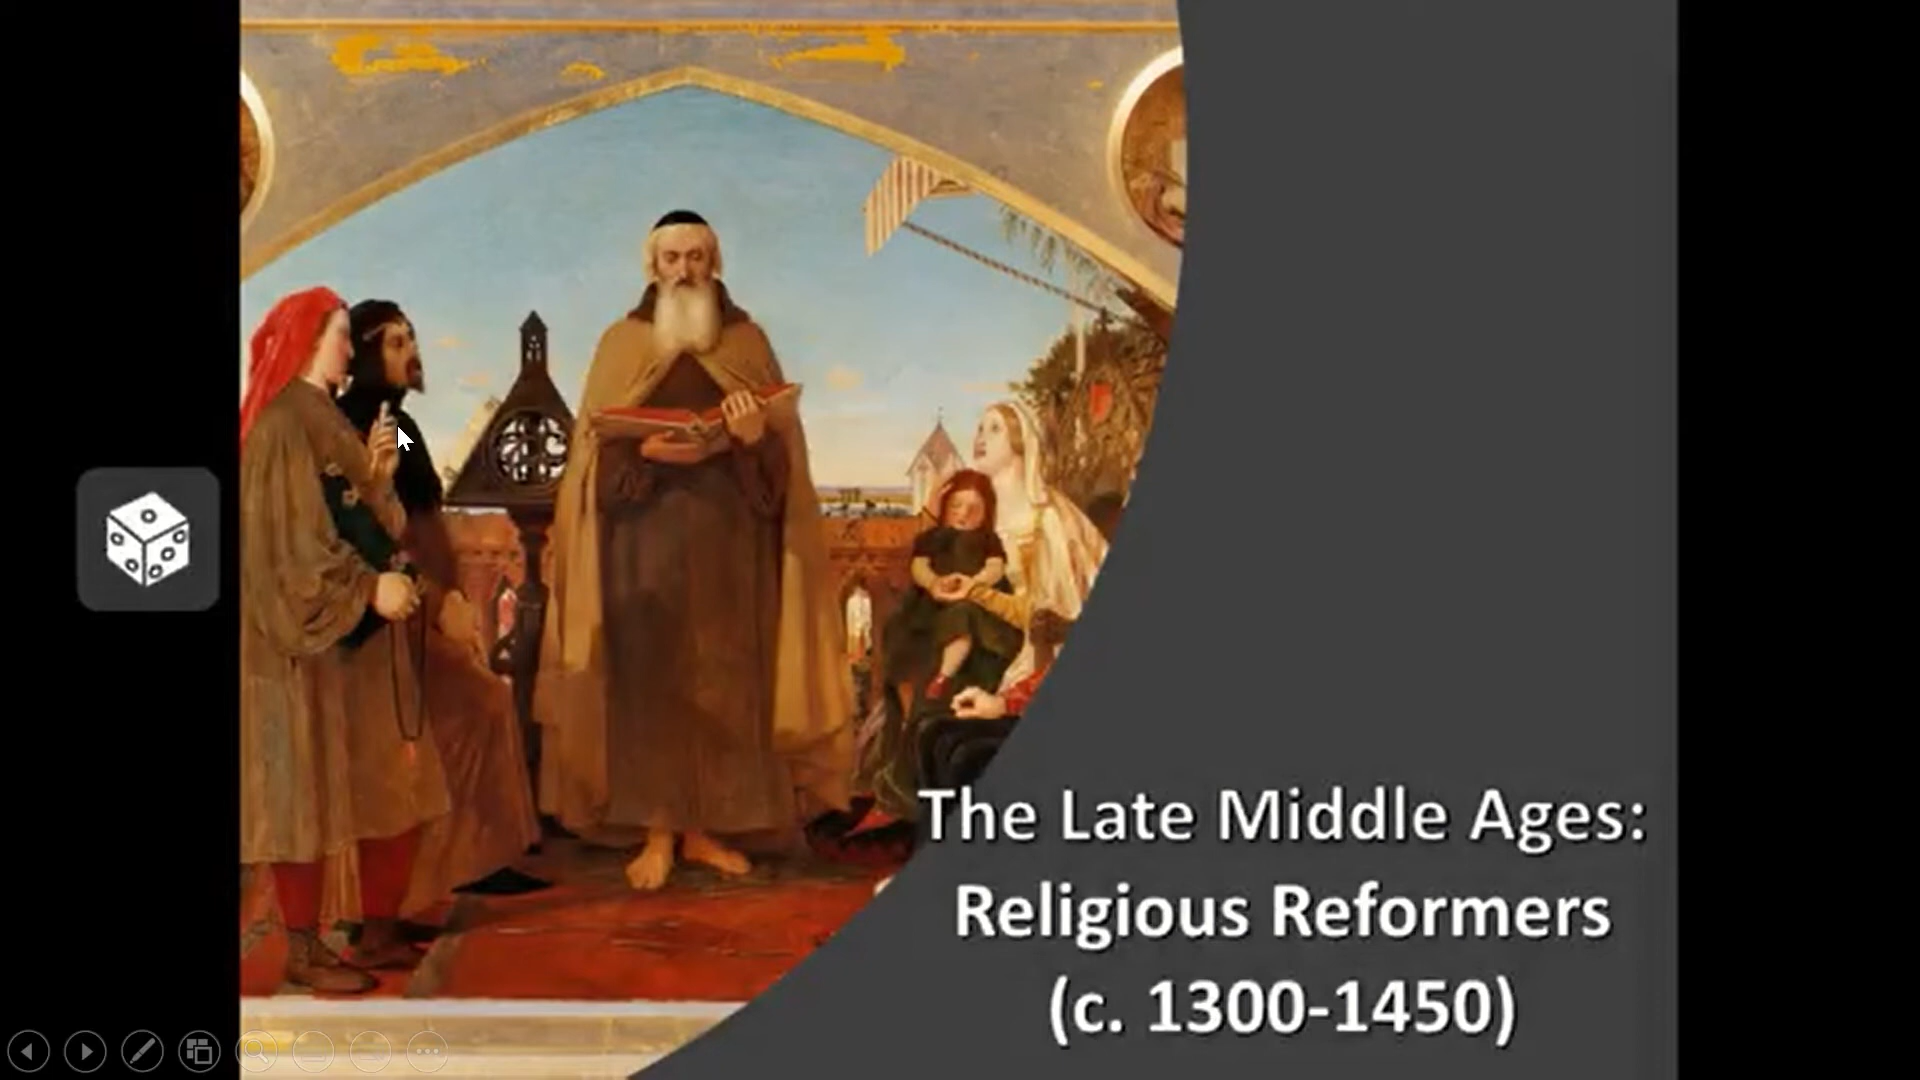 The Late Middle Ages:
Religious Reformers
(c. 1300-1450)